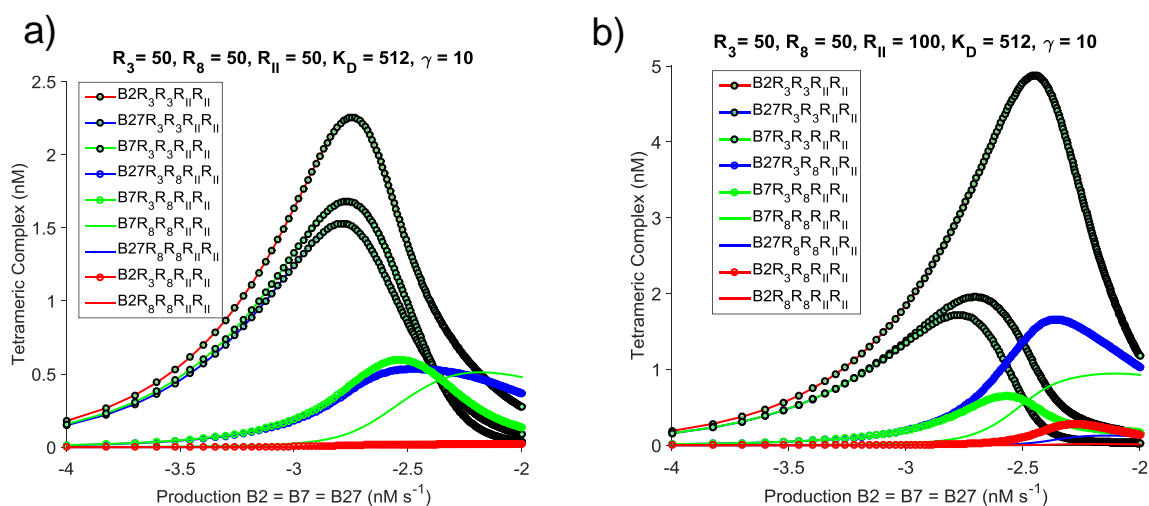 a)
R3= 50, R8 = 50, RII = 50, KD = 512, γ = 10
Tetrameric Complex (nM)
2.5
2
1.5
1
0.5
0
B2R3R3RIIRII
B27R3R3RIIRII
B7R3R3RIIRII
B27R3R8RIIRII
B7R3R8RIIRII
B7R8R8RIIRII
B27R8R8RIIRII
B2R3R8RIIRII
B2R8R8RIIRII
-4
-3.5
-3
-2.5
-2
Production B2 = B7 = B27 (nM s-1)
b)
R3= 50, R8 = 50, RII = 100, KD = 512, γ = 10
Tetrameric Complex (nM)
5
4
3
2
1
0
B2R3R3RIIRII
B27R3R3RIIRII
B7R3R3RIIRII
B27R3R8RIIRII
B7R3R8RIIRII
B7R8R8RIIRII
B27R8R8RIIRII
B2R3R8RIIRII
B2R8R8RIIRII
-4
-3.5
-3
-2.5
-2
Production B2 = B7 = B27 (nM s-1)